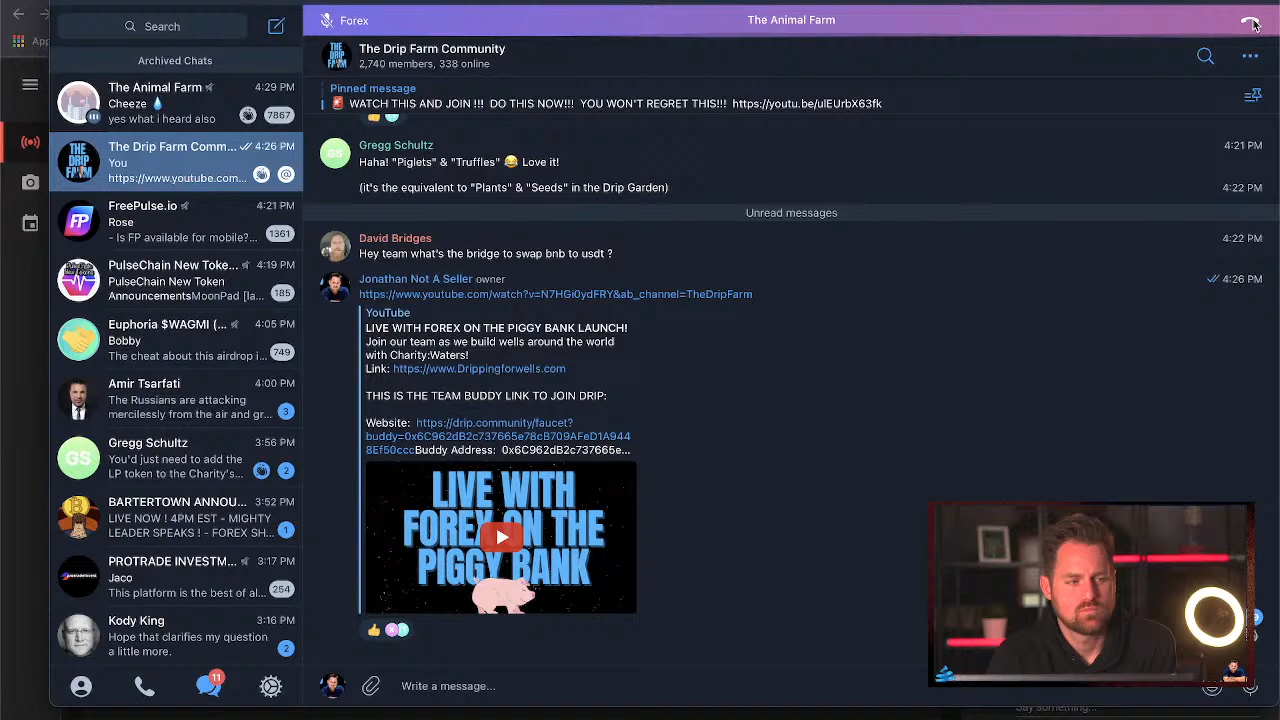 Search
Archived Chats
The Animal Farm
4:29 PM
Cheeze
yes what i heard also
7867
The Drip Farm Comm...
4:26 PM
You
https://www.youtube.com...
@
FreePulse.io
4:21 PM
Rose
- Is FP available for mobile?...
1361
PulseChain New Toke...
4:19 PM
PulseChain New Token
AnnouncementsMoonPad [la...
185
Euphoria $WAGMI (...
4:05 PM
Bobby
The cheat about this airdrop i...
749
Amir Tsarfati
4:00 PM
The Russians are attacking
mercilessly from the air and gr...
3
GS
Gregg Schultz
3:56 PM
You'd just need to add the
LP token to the Charity's...
2
BARTERTOWN ANNOU...
3:52 PM
LIVE NOW ! 4PM EST - MIGHTY
LEADER SPEAKS ! - FOREX SH...
1
PROTRADE INVESTM...
3:17 PM
Jaco
This platform is the best of al...
254
Kody King
3:16 PM
Hope that clarifies my question
a little more.
2
11
Forex
The Animal Farm
THE DRIP FARM
The Drip Farm Community
2,740 members, 338 online
Pinned message
WATCH THIS AND JOIN !!! DO THIS NOW!!! YOU WON'T REGRET THIS!!! https://youtu.be/ulEUrbX63fk
GS
Gregg Schultz
4:21 PM
Haha! "Piglets" & "Truffles" 😂 Love it!
(it's the equivalent to "Plants" & "Seeds" in the Drip Garden)
4:22 PM
Unread messages
David Bridges
4:22 PM
Hey team what's the bridge to swap bnb to usdt ?
Jonathan Not A Seller owner
4:26 PM
https://www.youtube.com/watch?v=N7HGi0ydFRY&ab_channel=TheDripFarm
YouTube
LIVE WITH FOREX ON THE PIGGY BANK LAUNCH!
Join our team as we build wells around the world
with Charity:Waters!
Link: https://www.Drippingforwells.com
THIS IS THE TEAM BUDDY LINK TO JOIN DRIP:
Website: https://drip.community/faucet?
buddy=0x6C962dB2c737665e78cB709AFeD1A944
8Ef50cccBuddy Address: 0x6C962dB2c737665e...
LIVE WITH
FOREX ON THE
PIGGY BANK
Write a message...
Say something...